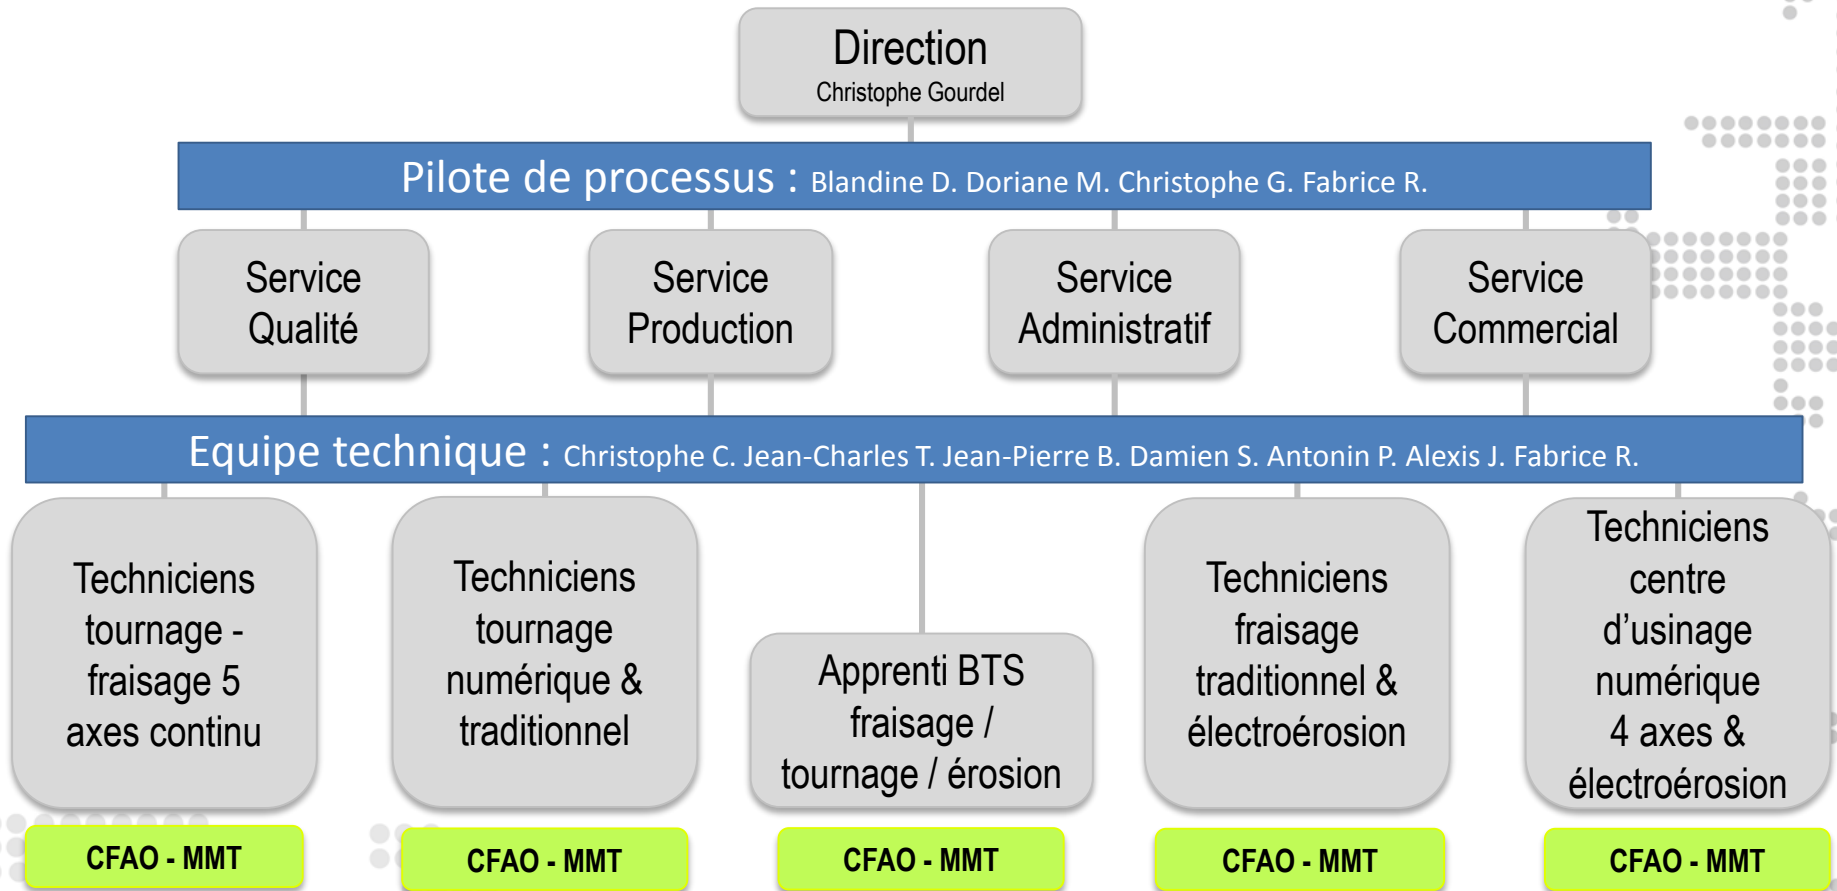 Direction
Christophe Gourdel
Pilote de processus : Blandine D. Doriane M. Christophe G. Fabrice R.
Service
Qualité
Service
Production
Service
Administratif
Service
Commercial
Equipe technique : Christophe C. Jean-Charles T. Jean-Pierre B. Damien S. Antonin P. Alexis J. Fabrice R.
Techniciens
tournage -
fraisage 5
axes continu
Techniciens
tournage
numérique &
traditionnel
Apprenti BTS
fraisage /
tournage / érosion
Techniciens
fraisage
traditionnel &
électroérosion
Techniciens
centre
d’usinage
numérique
4 axes &
électroérosion
CFAO - MMT
CFAO - MMT
CFAO - MMT
CFAO - MMT
CFAO - MMT